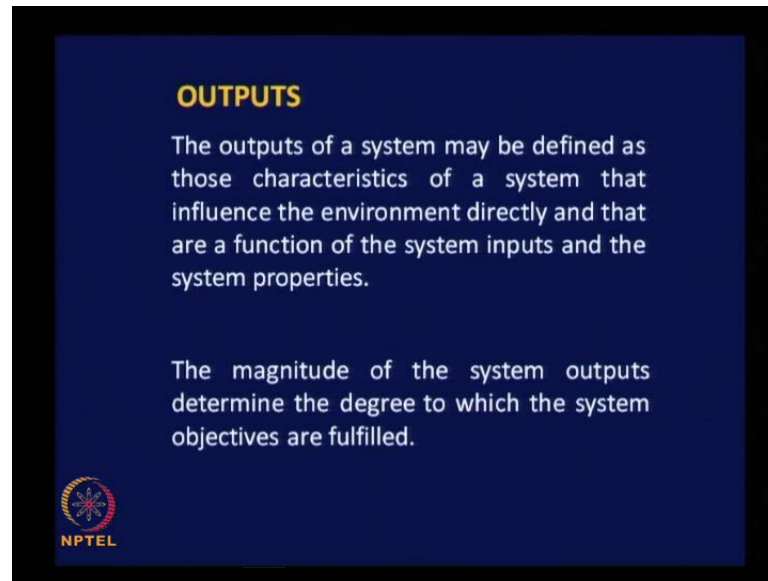 OUTPUTS
The outputs of a system may be defined as
those characteristics of a system that
influence the environment directly and that
are a function of the system inputs and the
system properties.
The magnitude of the system outputs
determine the degree to which the system
objectives are fulfilled.
NPTEL